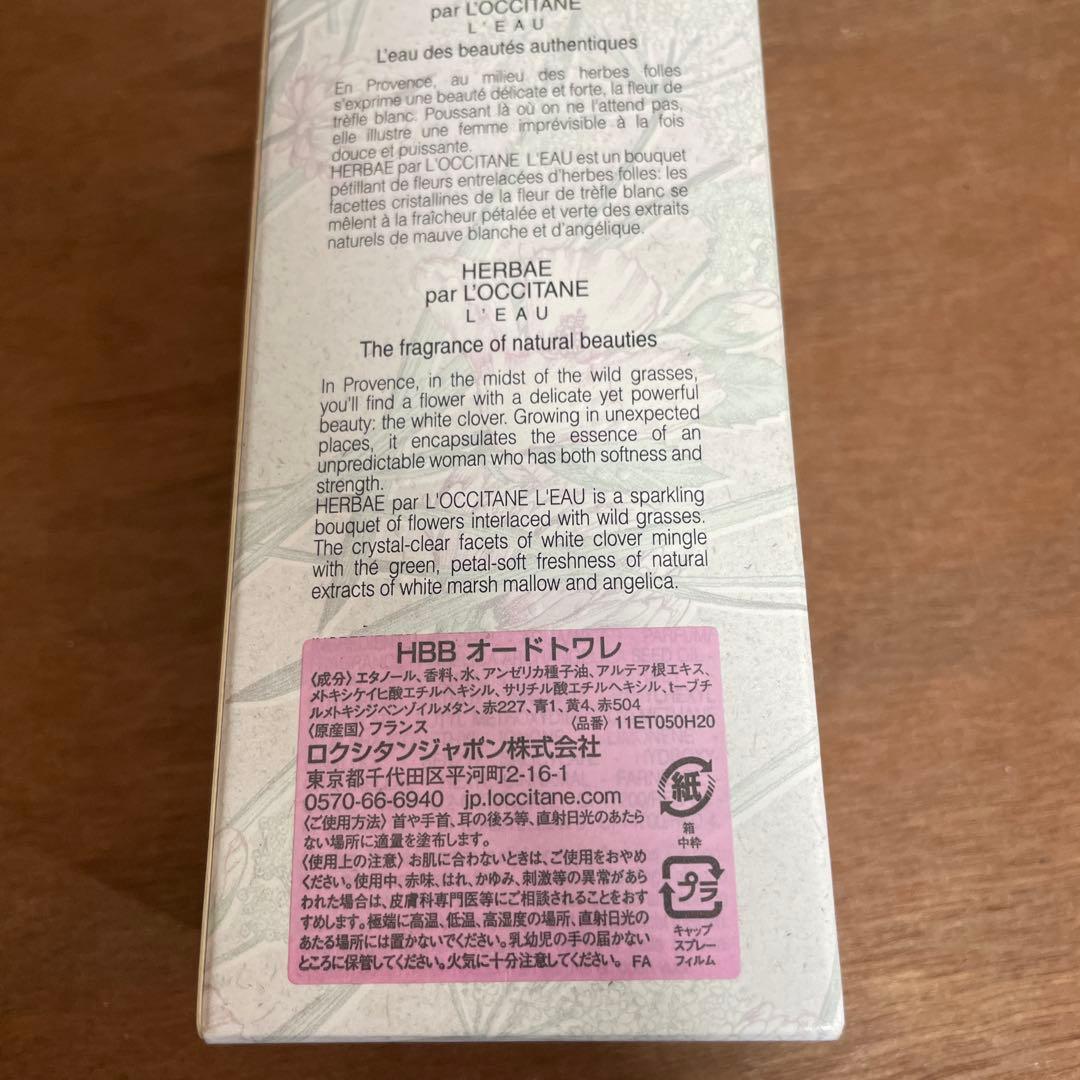 par L'OCCITANE
L'EAU
L'eau des beautés authentiques
En Provence, au milieu des herbes folles
s'exprime une beauté délicate et forte, la fleur de
trèfle blanc. Poussant là où on ne l'attend pas,
elle illustre une femme imprévisible à la fois
douce et puissante.
HERBAE par L'OCCITANE L'EAU est un bouquet
pétillant de fleurs entrelacées d'herbes folles: les
facettes cristallines de la fleur de trèfle blanc se
mêlent à la fraîcheur pétalée et verte des extraits
naturels de mauve blanche et d'angélique.
HERBAE
par L'OCCITANE
L'EAU
The fragrance of natural beauties
In Provence, in the midst of the wild grasses,
you'll find a flower with a delicate yet powerful
beauty: the white clover. Growing in unexpected
places, it encapsulates the essence of an
unpredictable woman who has both softness and
strength.
HERBAE par L'OCCITANE L'EAU is a sparkling
bouquet of flowers interlaced with wild grasses.
The crystal-clear facets of white clover mingle
with the green, petal-soft freshness of natural
extracts of white marsh mallow and angelica.
HBB オードトワレ
〈成分〉エタノール、香料、水、アンゼリカ種子油、アルテア根エキス、
メトキシケイヒ酸エチルヘキシル、サリチル酸エチルヘキシル、t-ブチ
ルメトキシジベンゾイルメタン、赤227、青1、黄4、赤504
〈原産国〉フランス 〈品番〉11ET050H20
ロクシタンジャポン株式会社
東京都千代田区平河町2-16-1
0570-66-6940 jp.loccitane.com
〈ご使用方法〉首や手首、耳の後ろ等、直射日光のあたら
ない場所に適量を塗布します。
〈使用上の注意〉お肌に合わないときは、ご使用をおやめ
ください。使用中、赤味、はれ、かゆみ、刺激等の異常があら
われた場合は、皮膚科専門医等にご相談されることをおす
すめします。極端に高温、低温、高湿度の場所、直射日光の
あたる場所には置かないでください。乳幼児の手の届かない
ところに保管してください。火気に十分注意してください。 FA
紙
箱
中枠
プラ
キャップ
スプレー
フィルム